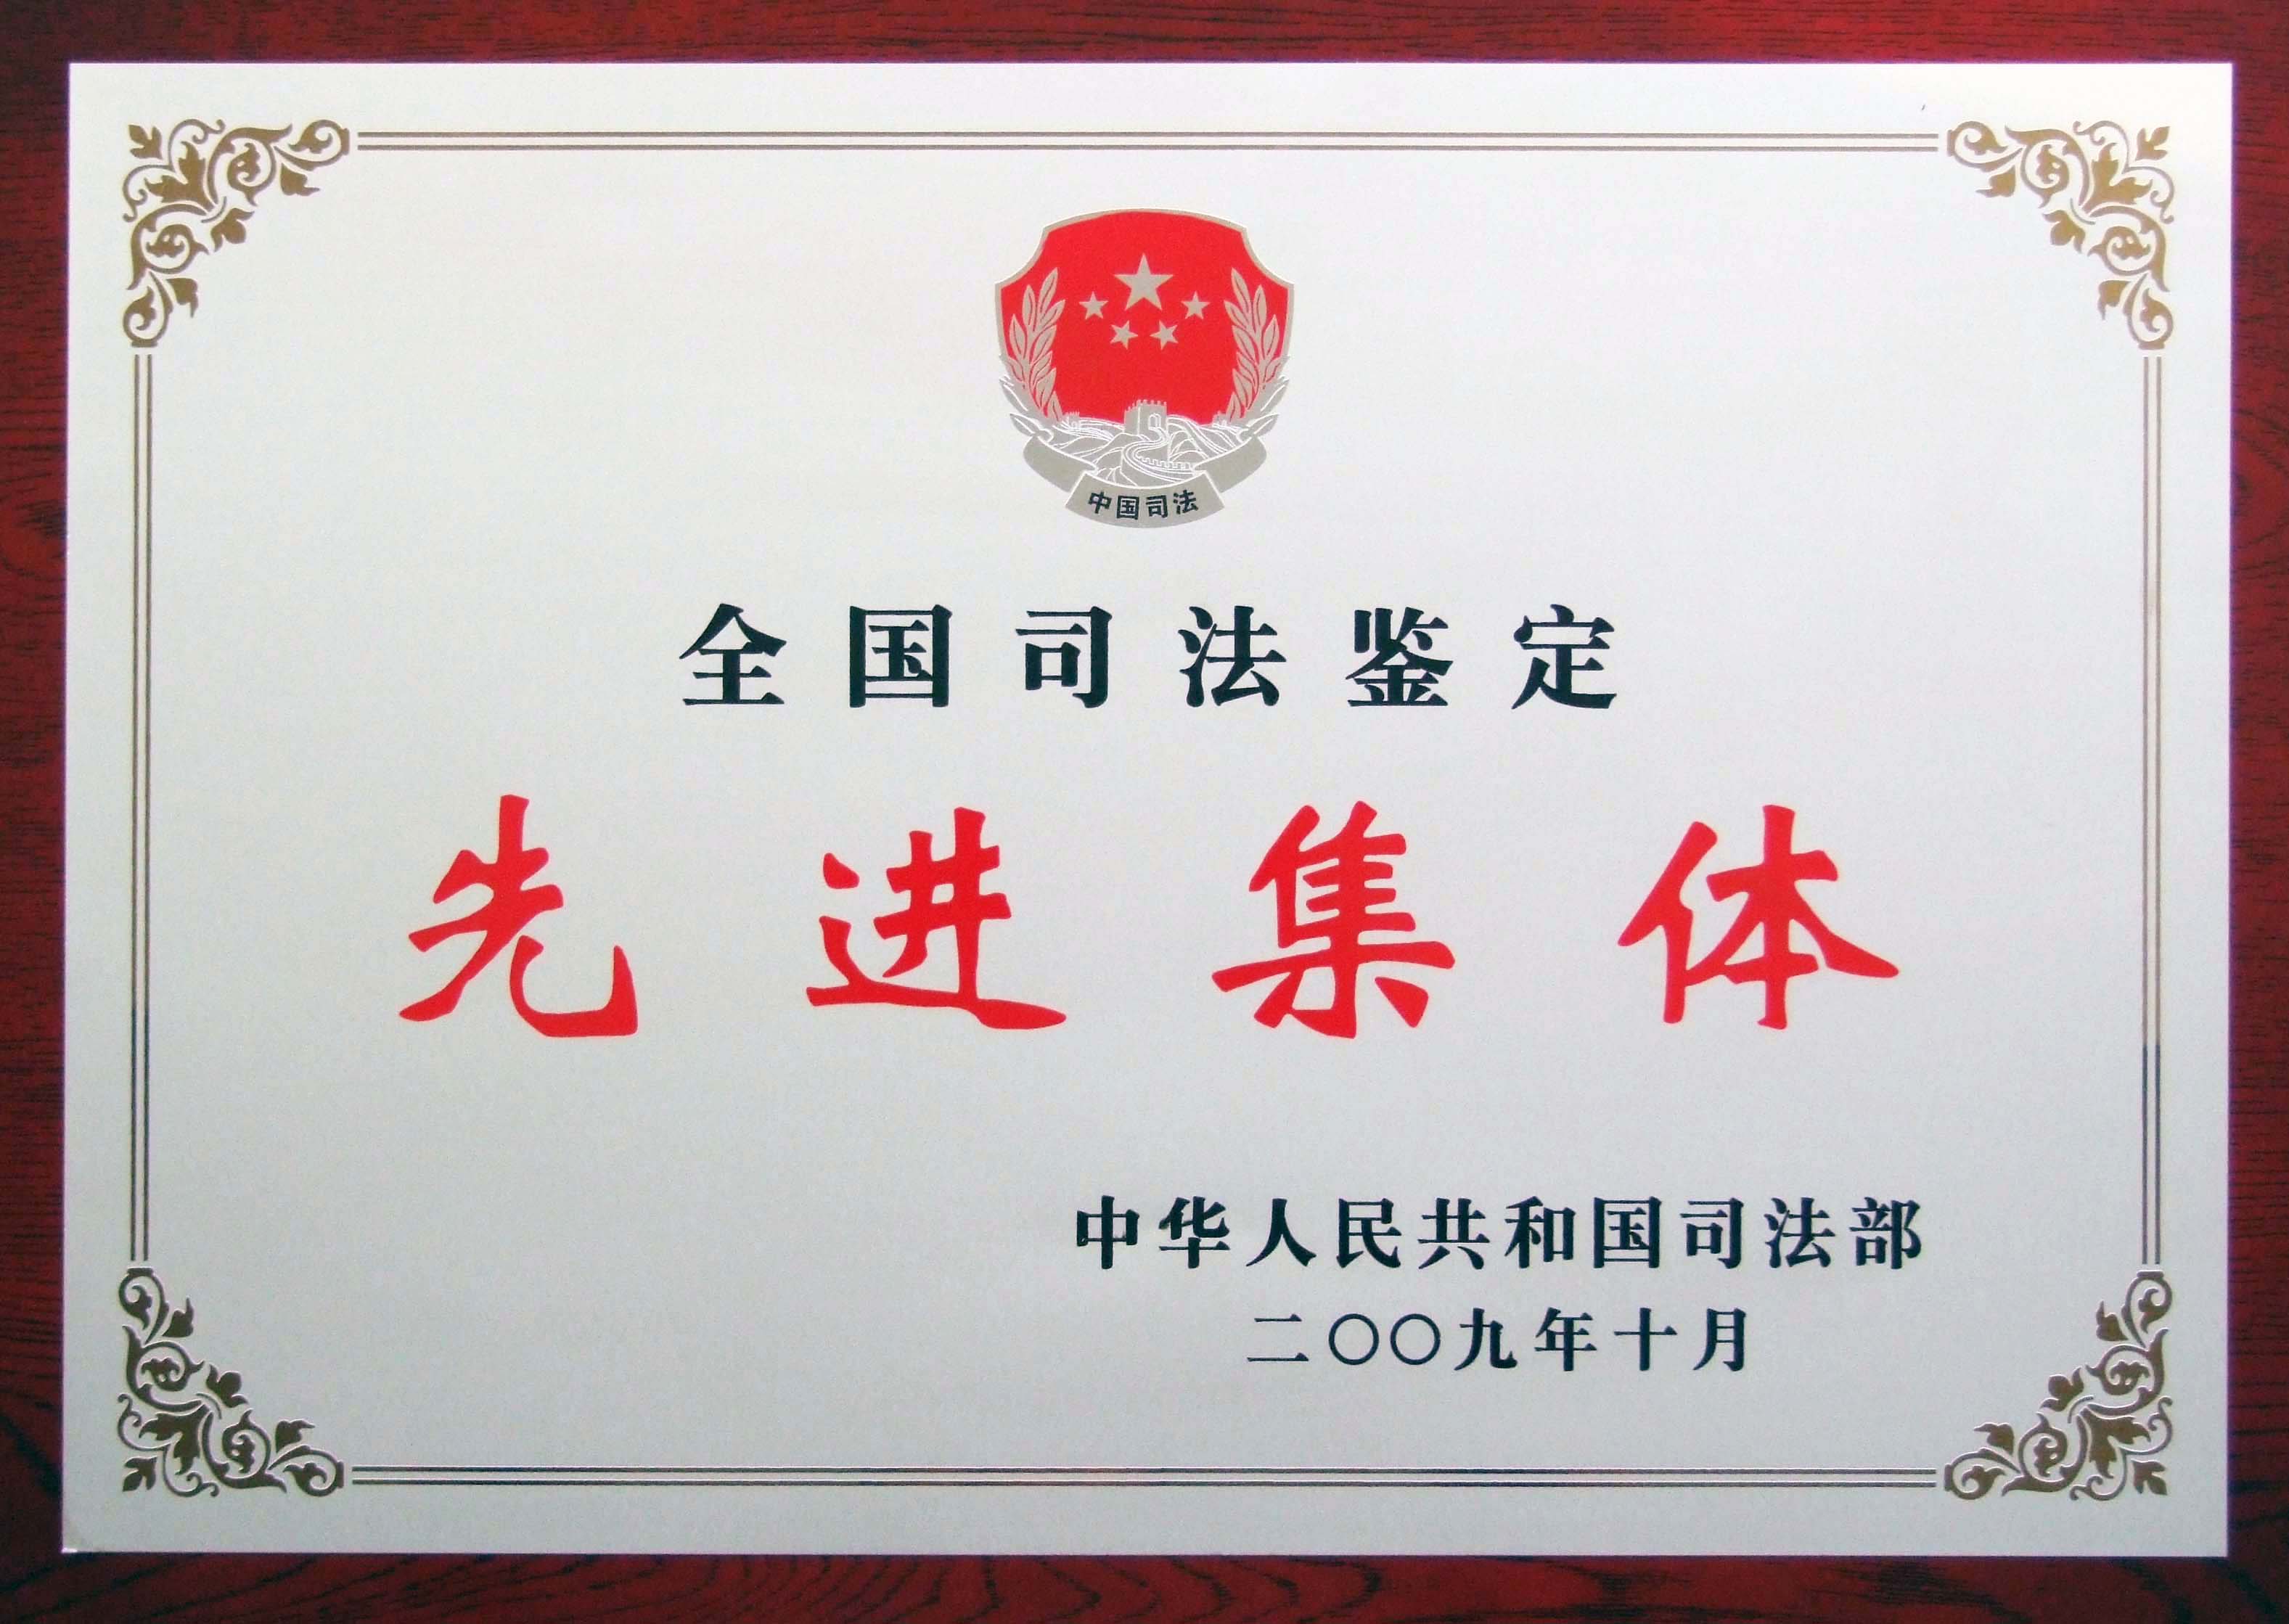 中国司法
全国司法鉴定
先进集体
中华人民共和国司法部
二〇〇九年十月